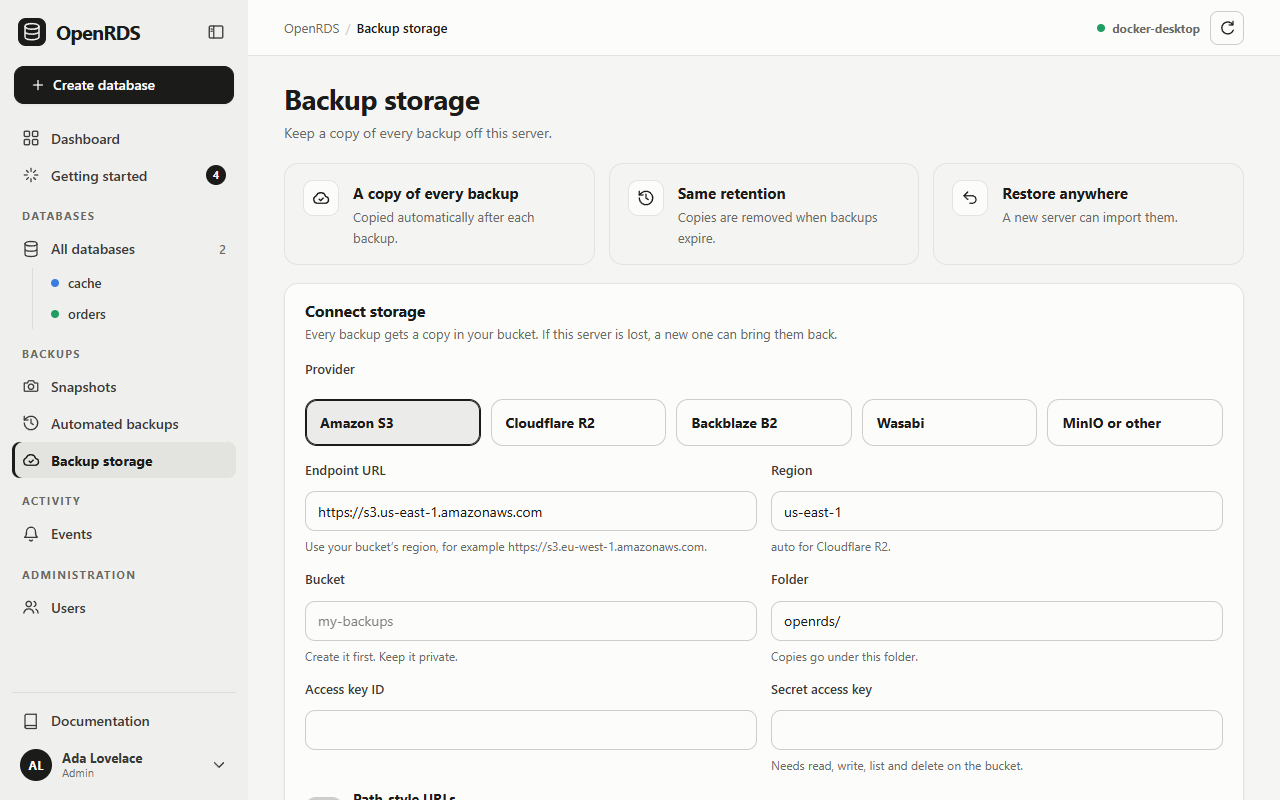 OpenRDS
Create database
Dashboard
Getting started 4
DATABASES
All databases 2
cache
orders
BACKUPS
Snapshots
Automated backups
Backup storage
ACTIVITY
Events
ADMINISTRATION
Users
Documentation
AL
Ada Lovelace
Admin
OpenRDS / Backup storage
docker-desktop
Backup storage
Keep a copy of every backup off this server.
A copy of every backup
Copied automatically after each
backup.
Same retention
Copies are removed when backups
expire.
Restore anywhere
A new server can import them.
Connect storage
Every backup gets a copy in your bucket. If this server is lost, a new one can bring them back.
Provider
Amazon S3
Cloudflare R2
Backblaze B2
Wasabi
MinIO or other
Endpoint URL
https://s3.us-east-1.amazonaws.com
Use your bucket's region, for example https://s3.eu-west-1.amazonaws.com.
Region
us-east-1
auto for Cloudflare R2.
Bucket
my-backups
Create it first. Keep it private.
Folder
openrds/
Copies go under this folder.
Access key ID
Secret access key
Needs read, write, list and delete on the bucket.
Path-style URLs